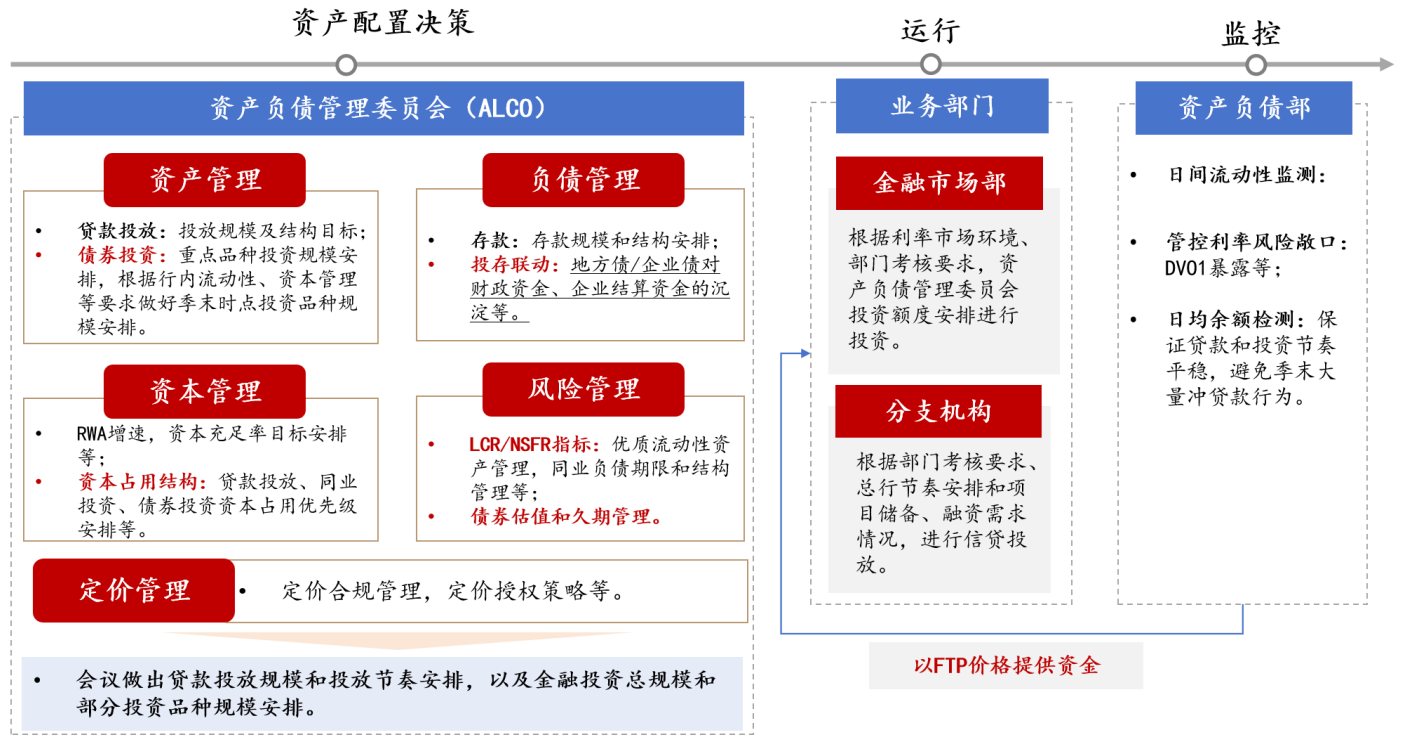 资产配置决策
运行
监控
资产负债管理委员会（ALCO）
资产管理
• 贷款投放：投放规模及结构目标；
• 债券投资：重点品种投资规模安
排，根据行内流动性、资本管理
等要求做好季末时点投资品种规
模安排。
负债管理
• 存款：存款规模和结构安排；
• 投存联动：地方债/企业债对
财政资金、企业结算资金的沉
淀等。
资本管理
• RWA增速，资本充足率目标安排
等；
• 资本占用结构：贷款投放、同业
投资、债券投资资本占用优先级
安排等。
风险管理
• LCR/NSFR指标：优质流动性资
产管理，同业负债期限和结构
管理等；
• 债券估值和久期管理。
定价管理
• 定价合规管理，定价授权策略等。
• 会议做出贷款投放规模和投放节奏安排，以及金融投资总规模和
部分投资品种规模安排。
业务部门
金融市场部
根据利率市场环境、
部门考核要求，资
产负债管理委员会
投资额度安排进行
投资。
分支机构
根据部门考核要求、
总行节奏安排和项
目储备、融资需求
情况，进行信贷投
放。
资产负债部
• 日间流动性监测：
• 管控利率风险敞口：
DV01暴露等；
• 日均余额检测：保
证贷款和投资节奏
平稳，避免季末大
量冲贷款行为。
以FTP价格提供资金